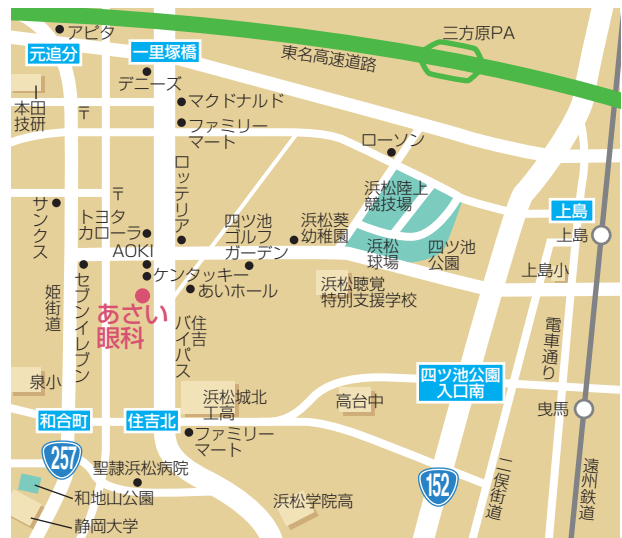 アピタ
三方原PA
元追分
一里塚橋
東名高速道路
デニーズ
本田
技研
〒
マクドナルド
ファミリー
マート
ローソン
ロッテリア
浜松陸上
競技場
〒
サンクス
トヨタ
カローラ
四ツ池
ゴルフ
ガーデン
浜松葵
幼稚園
上島
上島
AOKI
浜松
球場
四ツ池
公園
上島小
ケンタッキー
あいホール
浜松聴覚
特別支援学校
姫街道
セブンイレブン
あさい
眼科
住吉
バイパス
電車通り
泉小
浜松城北
工高
高台中
四ツ池公園
入口南
曳馬
和合町
住吉北
ファミリー
マート
257
聖隷浜松病院
152
二俣街道
遠州鉄道
和地山公園
浜松学院高
静岡大学